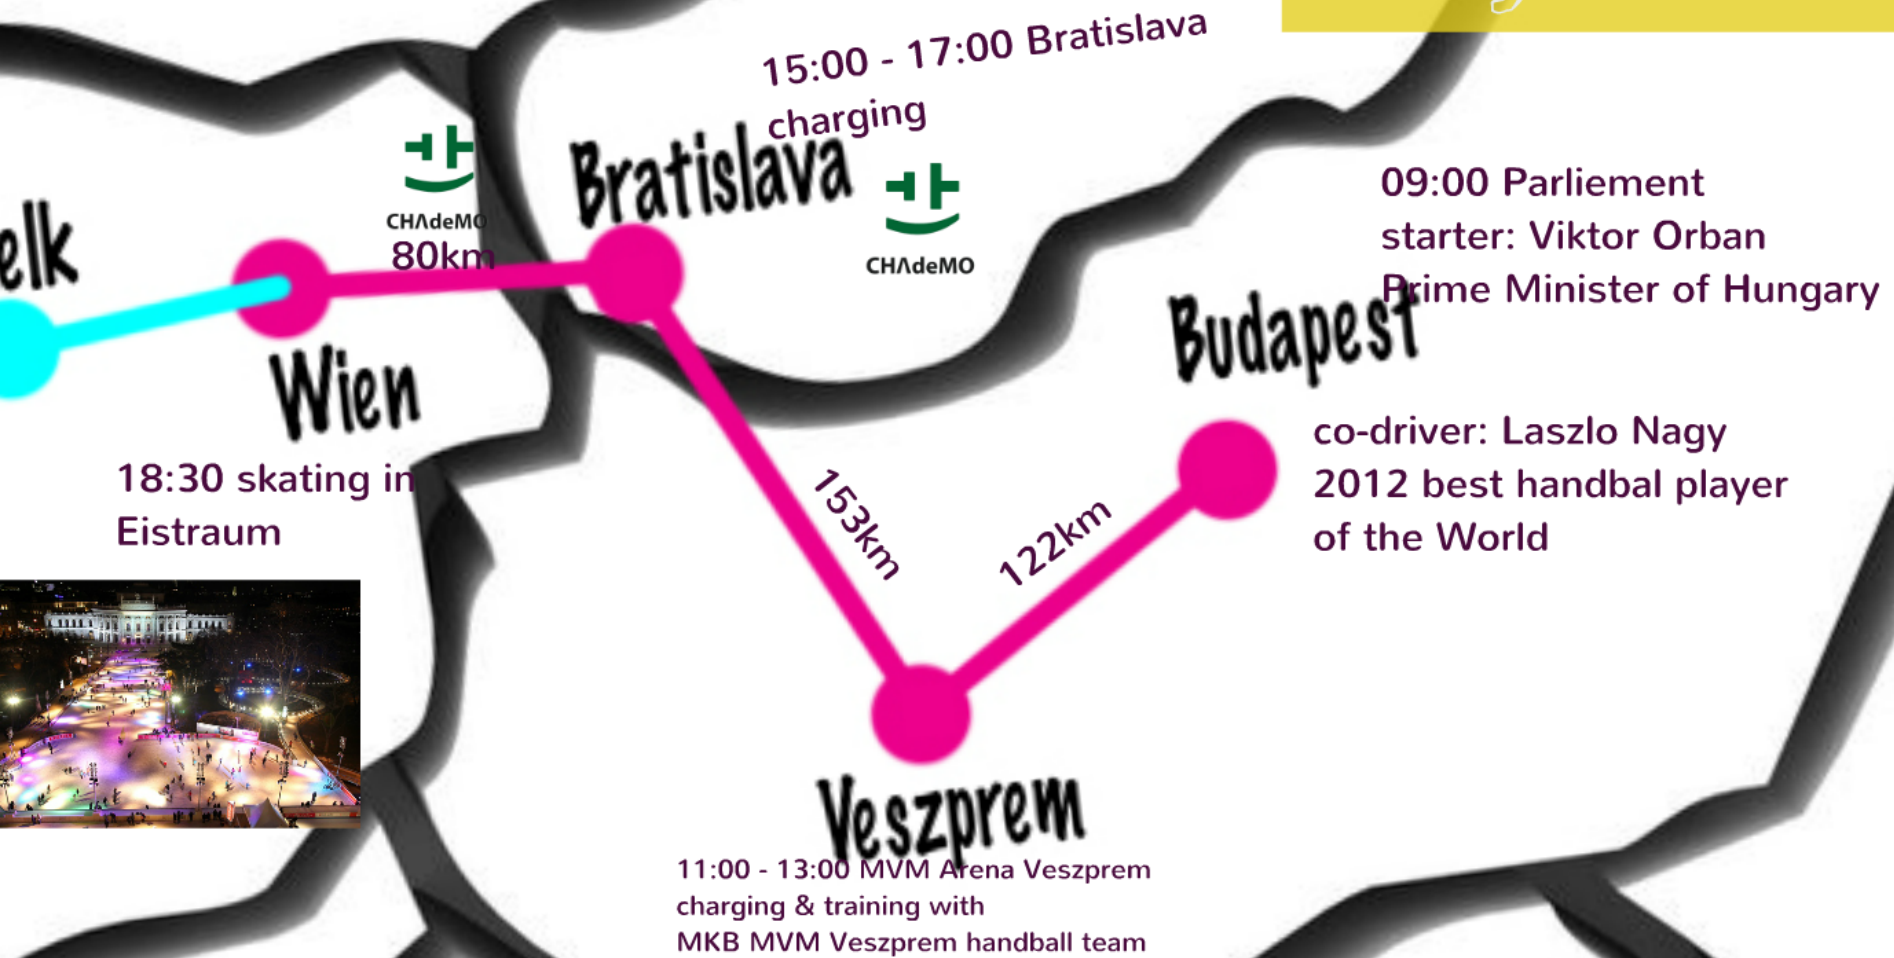 15:00 - 17:00 Bratislava
charging
CHΛdeMO
80km
Bratislava
CHΛdeMO
09:00 Parliement
starter: Viktor Orban
Prime Minister of Hungary
elk
Wien
Budapest
18:30 skating in
Eistraum
co-driver: Laszlo Nagy
2012 best handbal player
of the World
153km
122km
Veszprem
11:00 - 13:00 MVM Arena Veszprem
charging & training with
MKB MVM Veszprem handball team